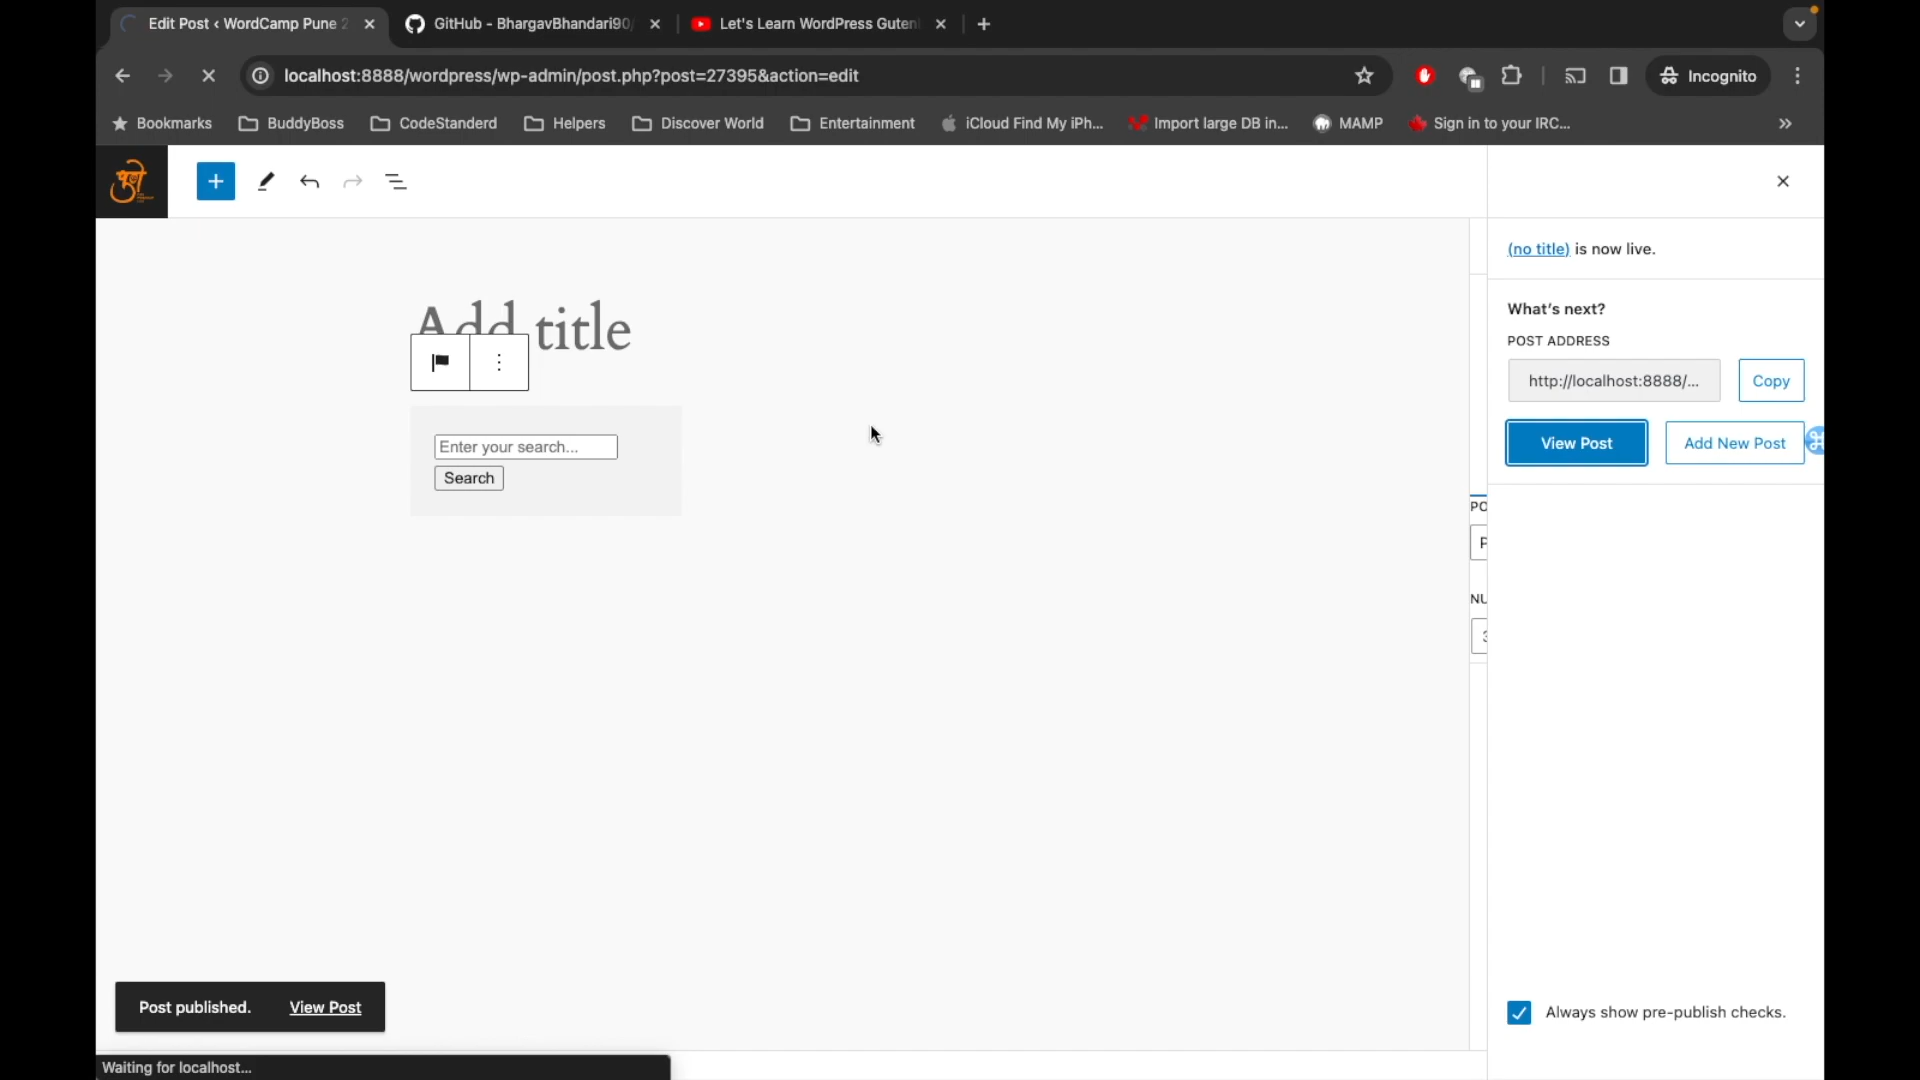 Edit Post ‹ WordCamp Pune 2
GitHub - BhargavBhandari90/
Let's Learn WordPress Guten
localhost:8888/wordpress/wp-admin/post.php?post=27395&action=edit
Incognito
Bookmarks
BuddyBoss
CodeStanderd
Helpers
Discover World
Entertainment
iCloud Find My iPh...
Import large DB in...
MAMP
Sign in to your IRC...
»
(no title) is now live.
What's next?
POST ADDRESS
http://localhost:8888/...
Copy
View Post
Add New Post
Add title
Enter your search...
Search
PO
P
NU
3
Post published.
View Post
Always show pre-publish checks.
Waiting for localhost...